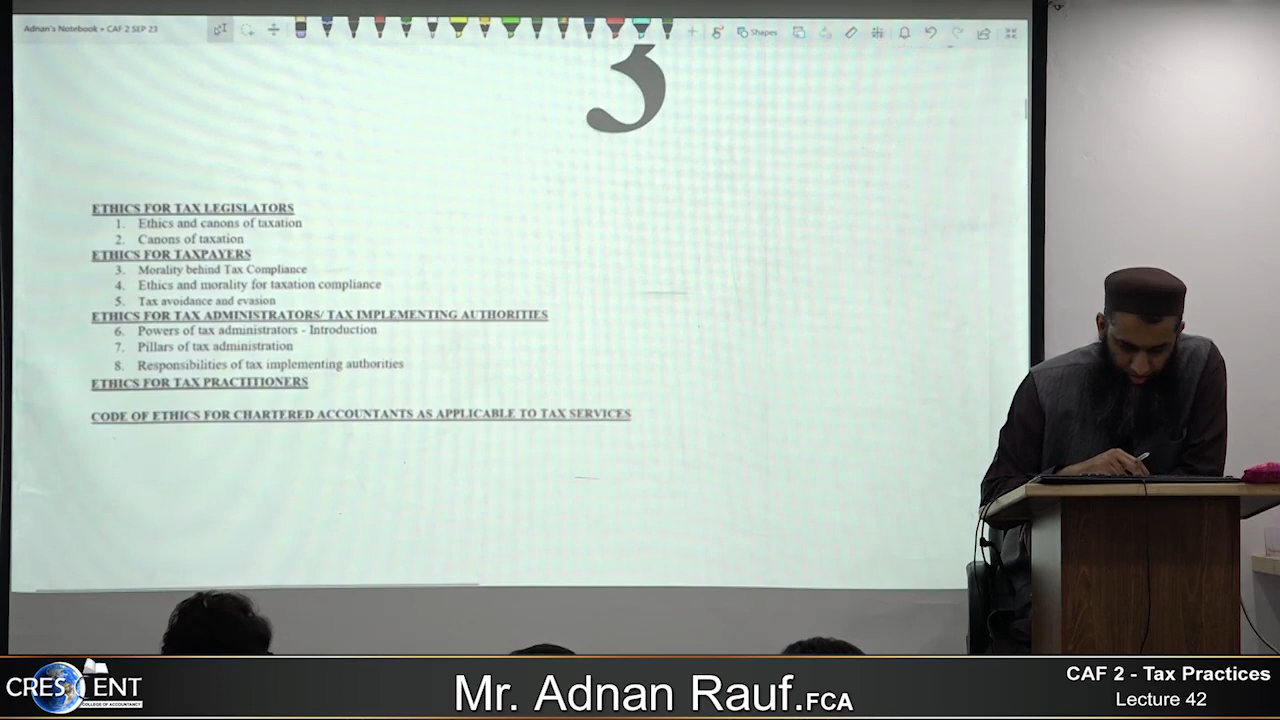 Adnan's Notebook » CAF 2 SEP 23
Shapes
3
ETHICS FOR TAX LEGISLATORS
1. Ethics and canons of taxation
2. Canons of taxation
ETHICS FOR TAXPAYERS
3. Morality behind Tax Compliance
4. Ethics and morality for taxation compliance
5. Tax avoidance and evasion
ETHICS FOR TAX ADMINISTRATORS/ TAX IMPLEMENTING AUTHORITIES
6. Powers of tax administrators - Introduction
7. Pillars of tax administration
8. Responsibilities of tax implementing authorities
ETHICS FOR TAX PRACTITIONERS
CODE OF ETHICS FOR CHARTERED ACCOUNTANTS AS APPLICABLE TO TAX SERVICES
CRESCENT
COLLEGE OF ACCOUNTANCY
Mr. Adnan Rauf.FCA
CAF 2 - Tax Practices
Lecture 42